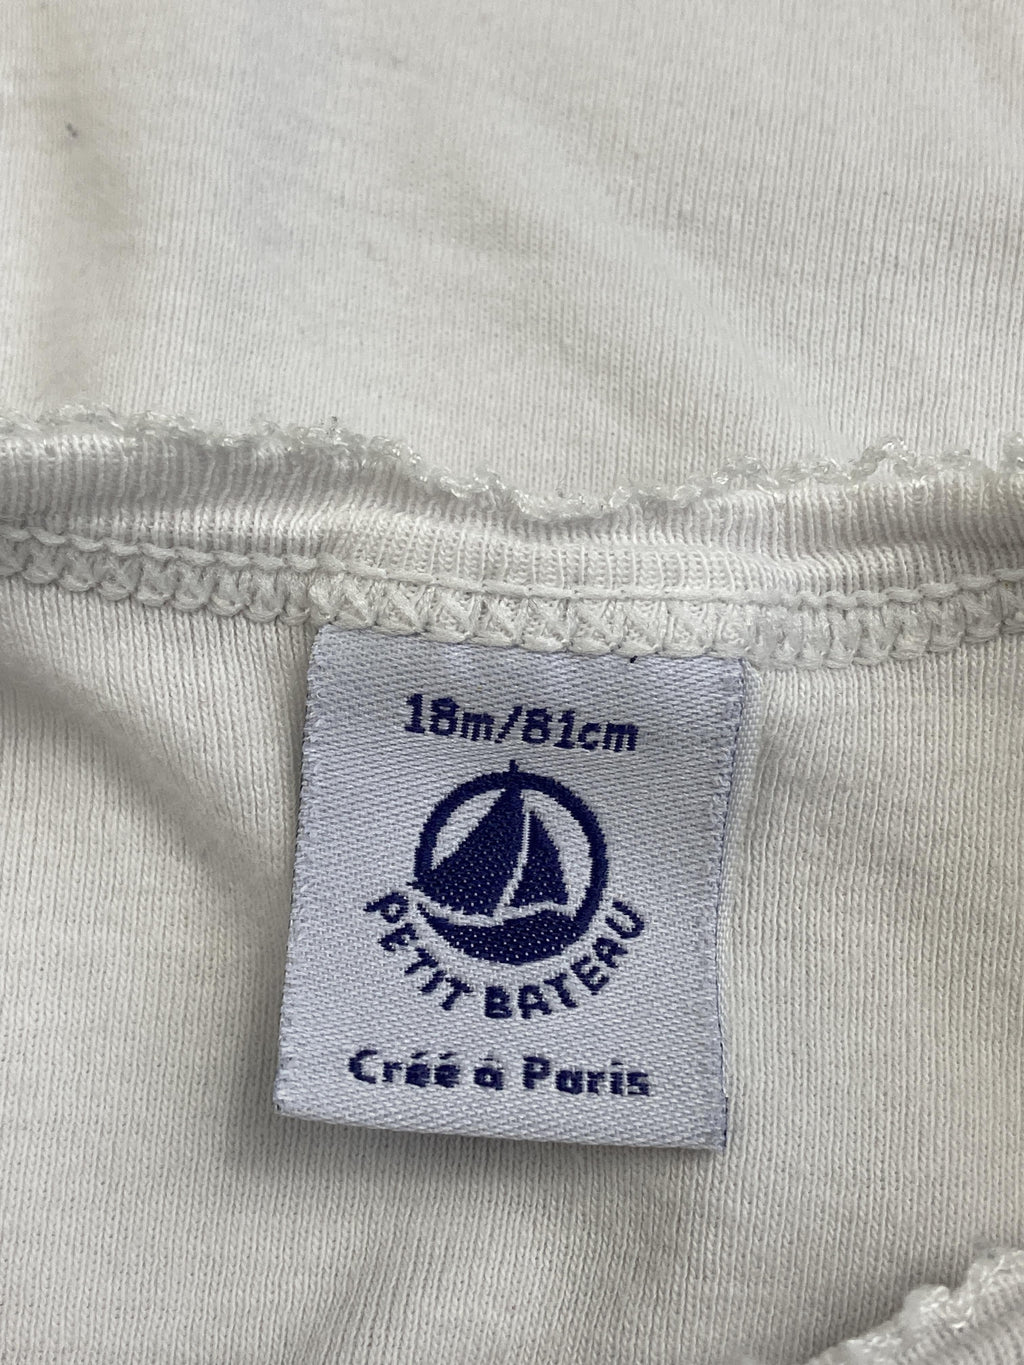 18m/81cm
PETIT BATEAU
Créé à Paris